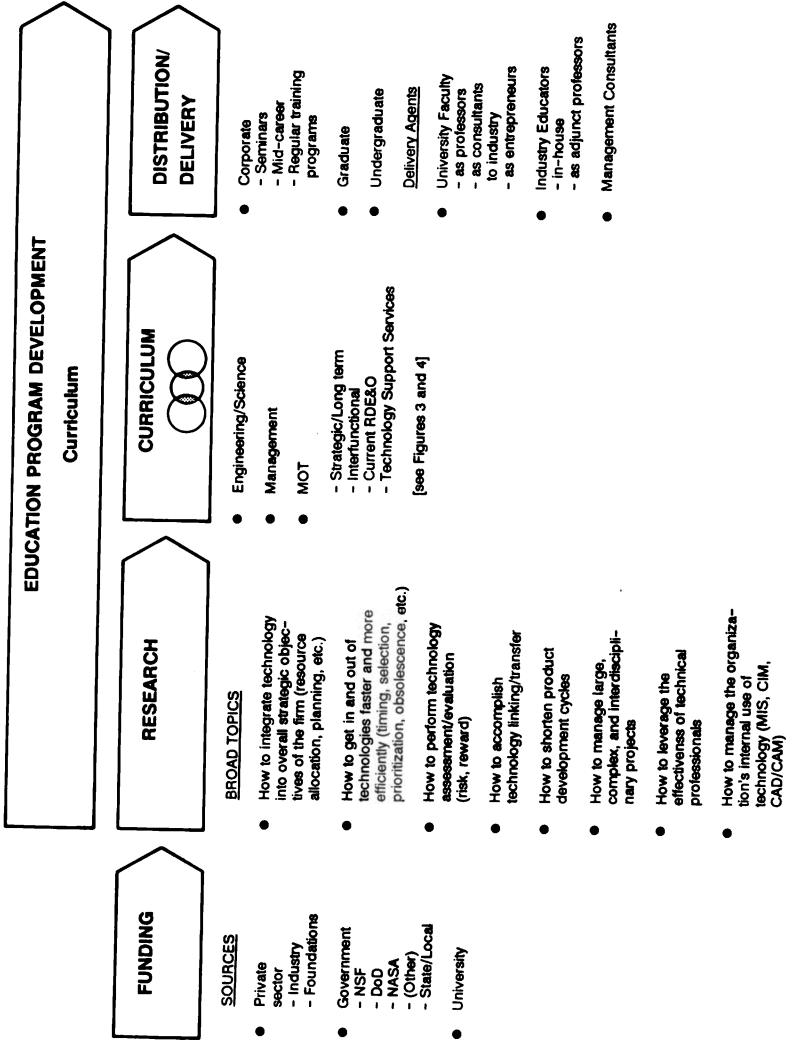 EDUCATION PROGRAM DEVELOPMENT
Curriculum
FUNDING
SOURCES
● Private
sector
- Industry
- Foundations
● Government
- NSF
- DoD
- NASA
- (Other)
- State/Local
● University
RESEARCH
BROAD TOPICS
● How to integrate technology
into overall strategic objec-
tives of the firm (resource
allocation, planning, etc.)
● How to get in and out of
technologies faster and more
efficiently (timing, selection,
prioritization, obsolescence, etc.)
● How to perform technology
assessment/evaluation
(risk, reward)
● How to accomplish
technology linking/transfer
● How to shorten product
development cycles
● How to manage large,
complex, and interdiscipli-
nary projects
● How to leverage the
effectivenss of technical
professionals
● How to manage the organiza-
tion's internal use of
technology (MIS, CIM,
CAD/CAM)
CURRICULUM
● Engineering/Science
● Management
● MOT
- Strategic/Long term
- Interfunctional
- Current RDE&O
- Technology Support Services
[see Figures 3 and 4]
DISTRIBUTION/
DELIVERY
● Corporate
- Seminars
- Mid-career
- Regular training
programs
● Graduate
● Undergraduate
Delivery Agents
● University Faculty
- as professors
- as consultants
to industry
- as entrepreneurs
● Industry Educators
- in-house
- as adjunct professors
● Management Consultants